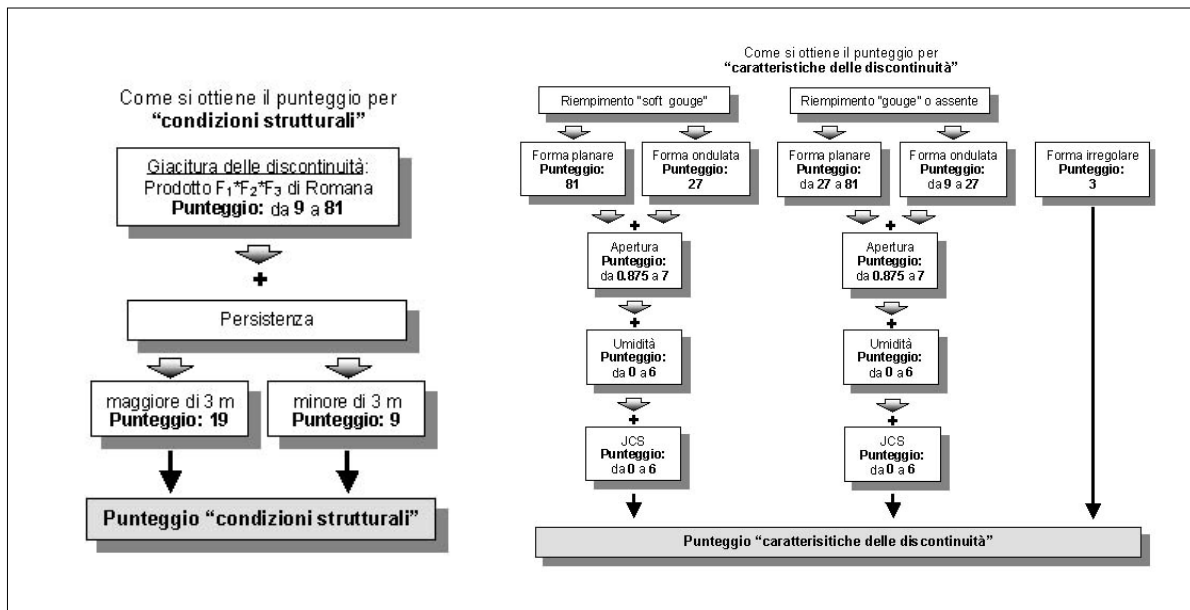 Come si ottiene il punteggio per
“condizioni strutturali”
Giacitura delle discontinuità:
Prodotto F₁*F₂*F₃ di Romana
Punteggio: da 9 a 81
+
Persistenza
maggiore di 3 m
Punteggio: 19
minore di 3 m
Punteggio: 9
Punteggio “condizioni strutturali”
Come si ottiene il punteggio per
“caratteristiche delle discontinuità”
Riempimento "soft gouge"
Riempimento "gouge" o assente
Forma planare
Punteggio:
81
Forma ondulata
Punteggio:
27
Forma planare
Punteggio:
da 27 a 81
Forma ondulata
Punteggio:
da 9 a 27
Forma irregolare
Punteggio:
3
+
Apertura
Punteggio:
da 0.875 a 7
+
Umidità
Punteggio:
da 0 a 6
+
JCS
Punteggio:
da 0 a 6
+
Apertura
Punteggio:
da 0.875 a 7
+
Umidità
Punteggio:
da 0 a 6
+
JCS
Punteggio:
da 0 a 6
Punteggio “caratterisitiche delle discontinuità”